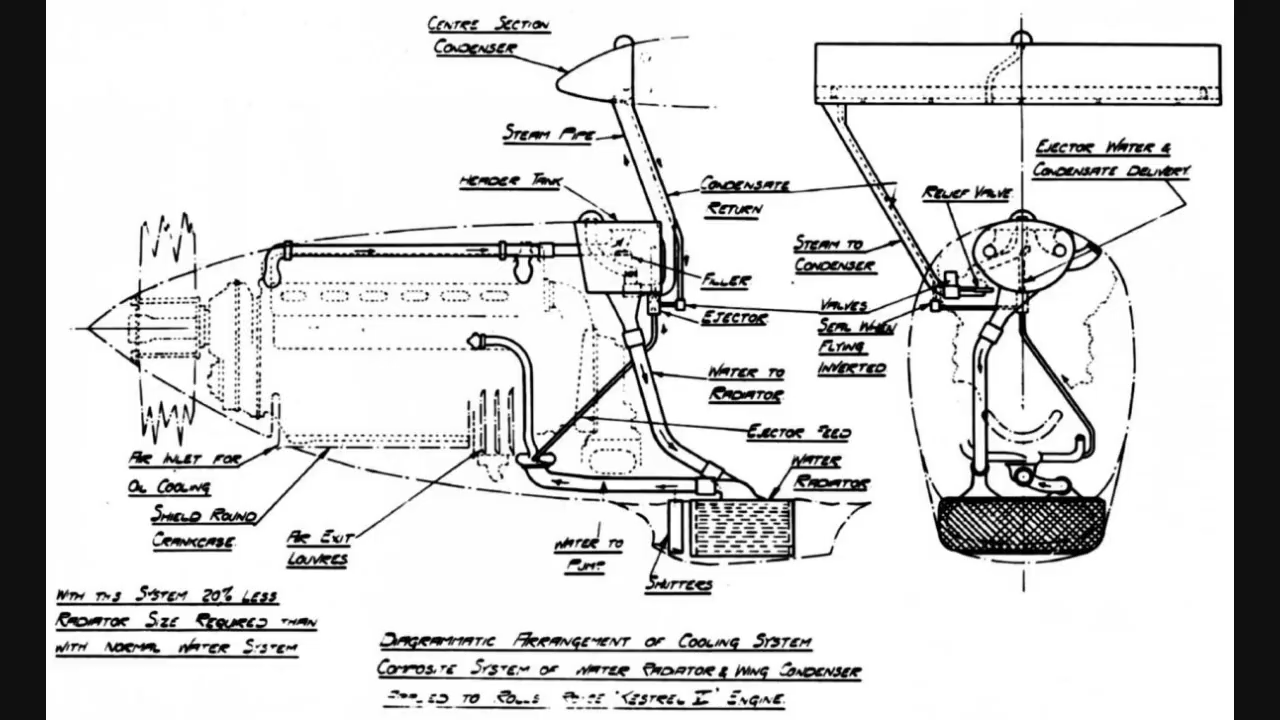 CENTRE SECTION
CONDENSER
STEAM PIPE
HEADER TANK
CONDENSATE
RETURN
FILLER
EJECTOR
WATER TO
RADIATOR
EJECTOR FEED
WATER
RADIATOR
EJECTOR WATER &
CONDENSATE DELIVERY
RELIEF VALVE
STEAM TO
CONDENSER
VALVES
SEAL WHEN
FLYING
INVERTED
AIR INLET FOR
OIL COOLING
SHIELD ROUND
CRANKCASE
AIR EXIT
LOUVRES
WATER TO
PUMP
SHUTTERS
WITH THIS SYSTEM 20% LESS
RADIATOR SIZE REQUIRED THAN
WITH NORMAL WATER SYSTEM
DIAGRAMMATIC ARRANGEMENT OF COOLING SYSTEM
COMPOSITE SYSTEM OF WATER RADIATOR & WING CONDENSER
APPLIED TO ROLLS ROYCE 'KESTREL ENGINE.